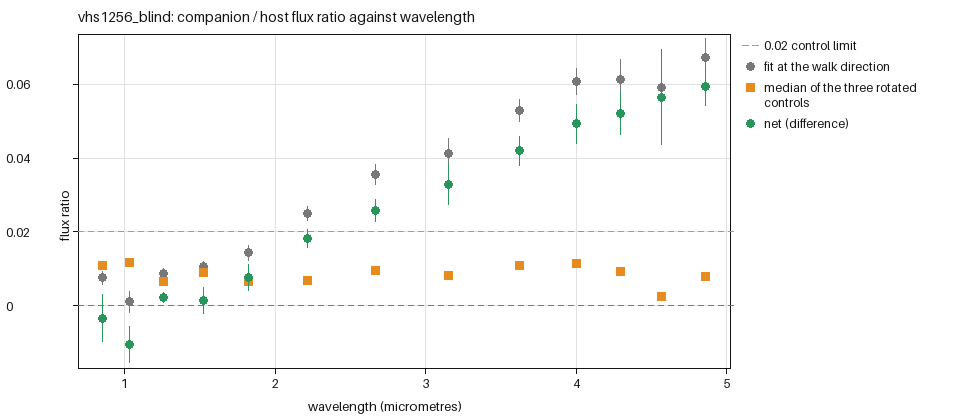 vhs1256_blind: companion / host flux ratio against wavelength
0.02 control limit
fit at the walk direction
median of the three rotated
controls
net (difference)
flux ratio
0.06
0.04
0.02
0
1
2
3
4
5
wavelength (micrometres)